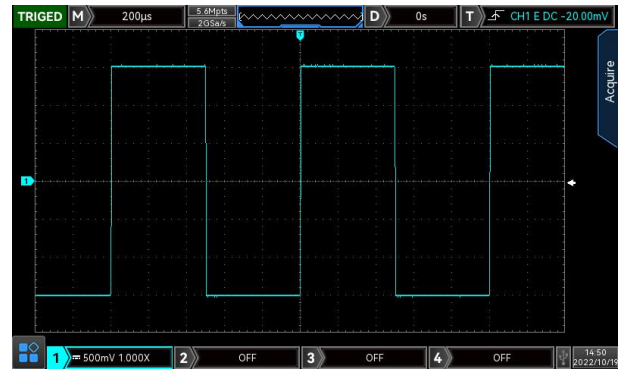 TRIGED M 200μs 5.6Mpts D 0s T CH1 E DC -20.00mV
2GSa/s
T
Acquire
1
1 500mV 1.000X 2 OFF 3 OFF 4 OFF 14:50
2022/10/19